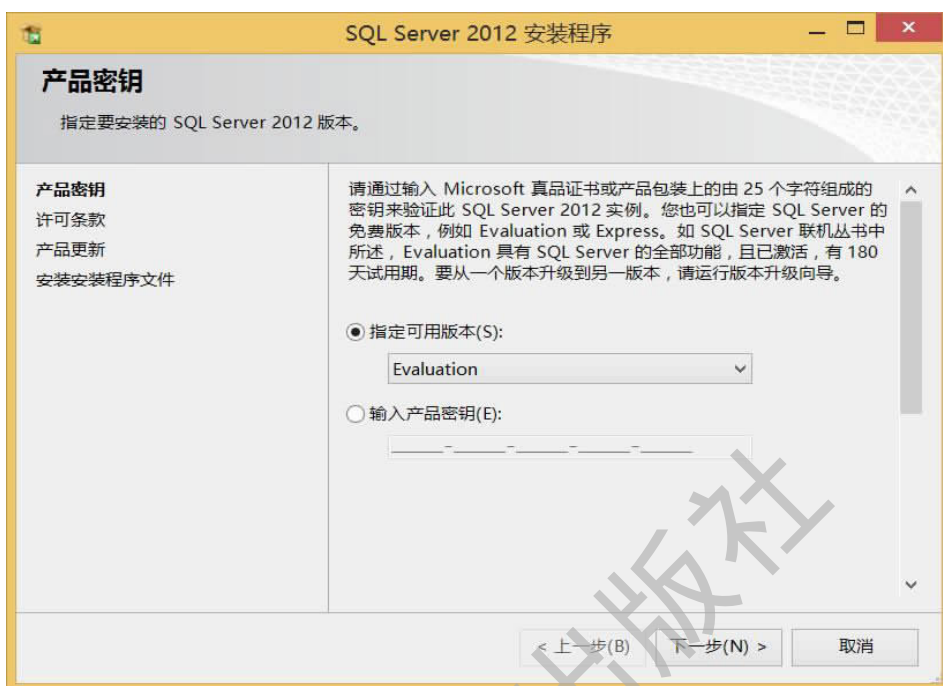 SQL Server 2012 安装程序
产品密钥
指定要安装的 SQL Server 2012 版本。
产品密钥
许可条款
产品更新
安装安装程序文件
请通过输入 Microsoft 真品证书或产品包装上的由 25 个字符组成的
密钥来验证此 SQL Server 2012 实例。您也可以指定 SQL Server 的
免费版本，例如 Evaluation 或 Express。如 SQL Server 联机丛书中
所述，Evaluation 具有 SQL Server 的全部功能，且已激活，有 180
天试用期。要从一个版本升级到另一版本，请运行版本升级向导。
指定可用版本(S):
Evaluation
输入产品密钥(E):
_____-_____-_____-_____-_____
< 上一步(B) 下一步(N) > 取消
出版社